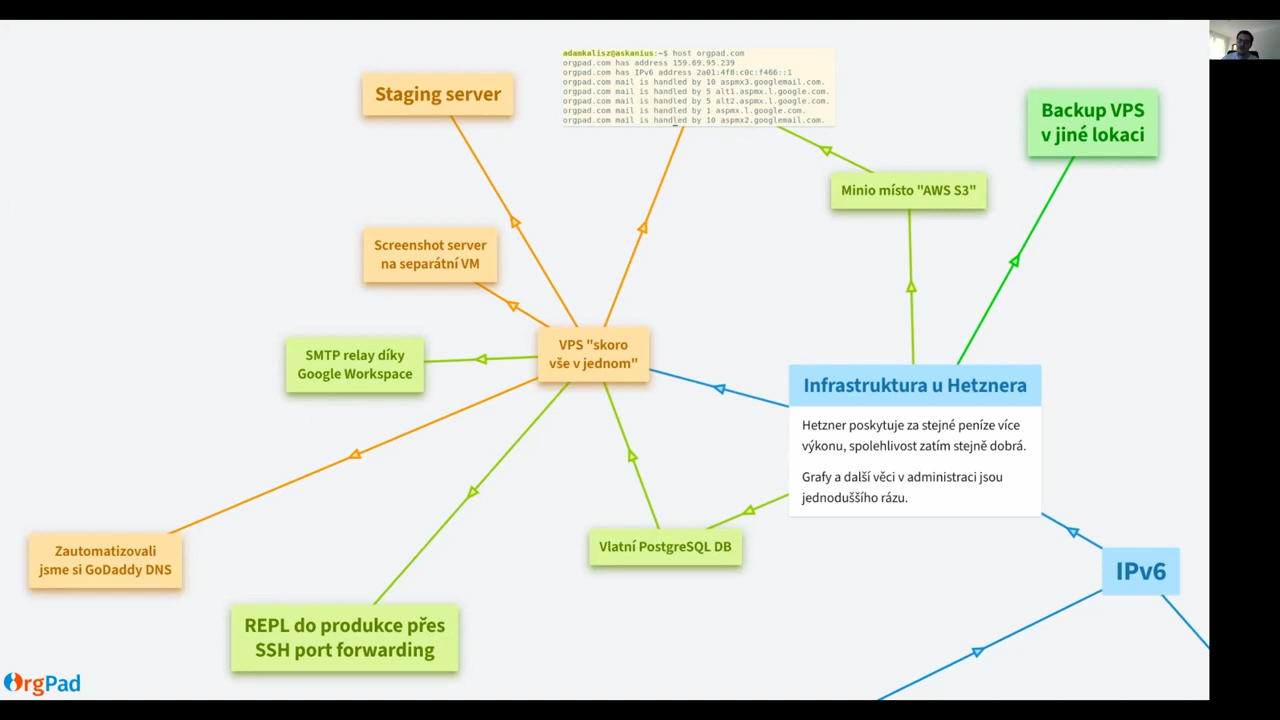 adamkalisz@askanius:~$ host orgpad.com
orgpad.com has address 159.69.95.239
orgpad.com has IPv6 address 2a01:4f8:c0c:f466::1
orgpad.com mail is handled by 10 aspmx3.googlemail.com.
orgpad.com mail is handled by 5 alt1.aspmx.l.google.com.
orgpad.com mail is handled by 5 alt2.aspmx.l.google.com.
orgpad.com mail is handled by 1 aspmx.l.google.com.
orgpad.com mail is handled by 10 aspmx2.googlemail.com.
Staging server
Backup VPS
v jiné lokaci
Minio místo "AWS S3"
Screenshot server
na separátní VM
VPS "skoro
vše v jednom"
SMTP relay díky
Google Workspace
Infrastruktura u Hetznera
Hetzner poskytuje za stejné peníze více
výkonu, spolehlivost zatím stejně dobrá.
Grafy a další věci v administraci jsou
jednoduššího rázu.
Vlatní PostgreSQL DB
Zautomatizovali
jsme si GoDaddy DNS
IPv6
REPL do produkce přes
SSH port forwarding
OrgPad